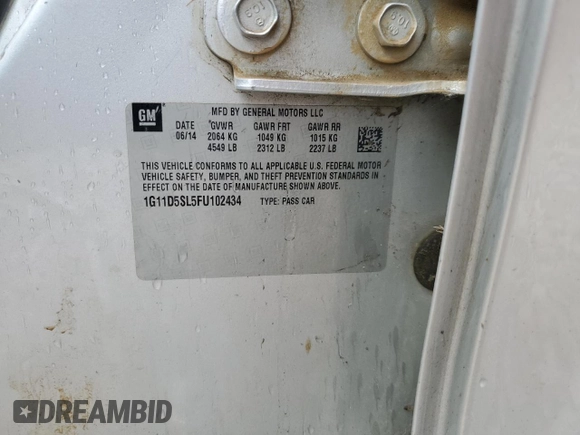 GM
MFD BY GENERAL MOTORS LLC
DATE GVWR GAWR FRT GAWR RR
06/14 2064 KG 1049 KG 1015 KG
4549 LB 2312 LB 2237 LB
THIS VEHICLE CONFORMS TO ALL APPLICABLE U.S. FEDERAL MOTOR
VEHICLE SAFETY, BUMPER, AND THEFT PREVENTION STANDARDS IN
EFFECT ON THE DATE OF MANUFACTURE SHOWN ABOVE.
1G11D5SL5FU102434 TYPE: PASS CAR
DREAMBID